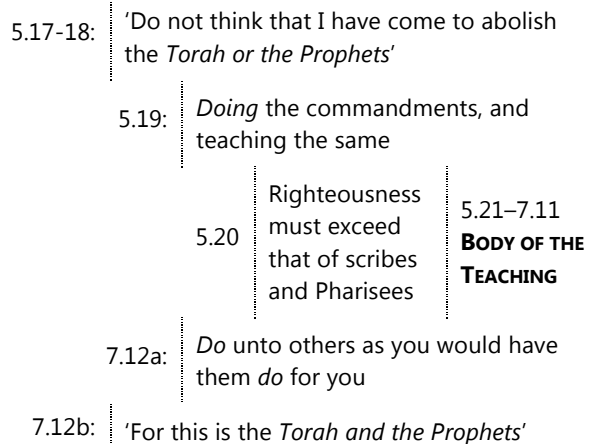 5.17-18: 'Do not think that I have come to abolish
the Torah or the Prophets'
5.19: Doing the commandments, and
teaching the same
5.20 Righteousness
must exceed
that of scribes
and Pharisees
5.21–7.11
BODY OF THE
TEACHING
7.12a: Do unto others as you would have
them do for you
7.12b: 'For this is the Torah and the Prophets'